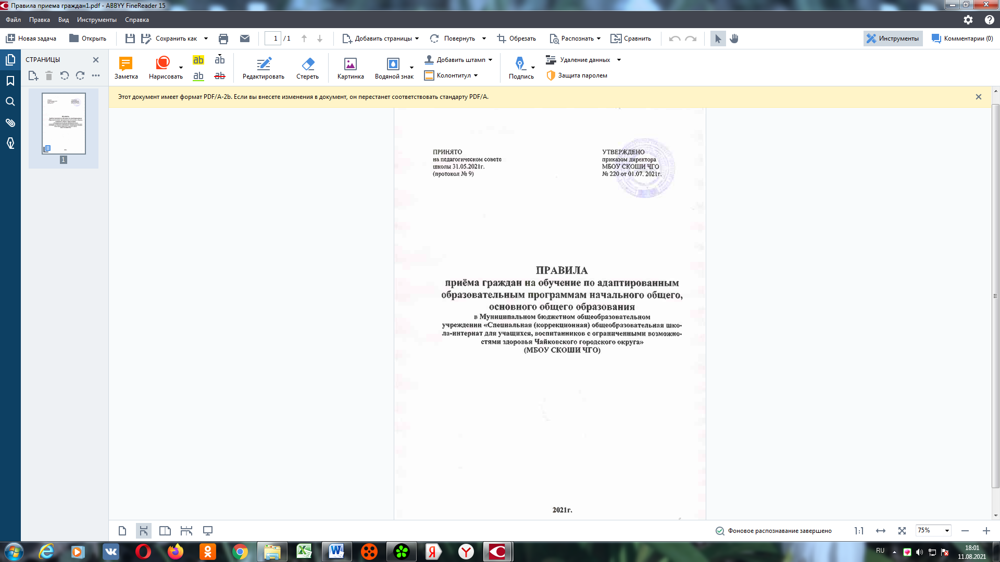 Правила приема граждан1.pdf - ABBYY FineReader 15
Файл Правка Вид Инструменты Справка
Новая задача Открыть Сохранить как 1 / 1 Добавить страницы Повернуть Обрезать Распознать Сравнить Инструменты Комментарии (0)
СТРАНИЦЫ
Заметка Нарисовать ab ab ab ab Редактировать Стереть Картинка Водяной знак Добавить штамп Колонтитул Подпись Удаление данных Защита паролем
Этот документ имеет формат PDF/A-2b. Если вы внесете изменения в документ, он перестанет соответствовать стандарту PDF/A.
1
ПРИНЯТО
на педагогическом совете
школы 31.05.2021г.
(протокол № 9)
УТВЕРЖДЕНО
приказом директора
МБОУ СКОШИ ЧГО
№ 220 от 01.07. 2021г.
ПРАВИЛА
приёма граждан на обучение по адаптированным
образовательным программам начального общего,
основного общего образования
в Муниципальном бюджетном общеобразовательном
учреждении «Специальная (коррекционная) общеобразовательная шко-
ла-интернат для учащихся, воспитанников с ограниченными возможно-
стями здоровья Чайковского городского округа»
(МБОУ СКОШИ ЧГО)
2021г.
Фоновое распознавание завершено 1:1 75%
RU 18:01
11.08.2021